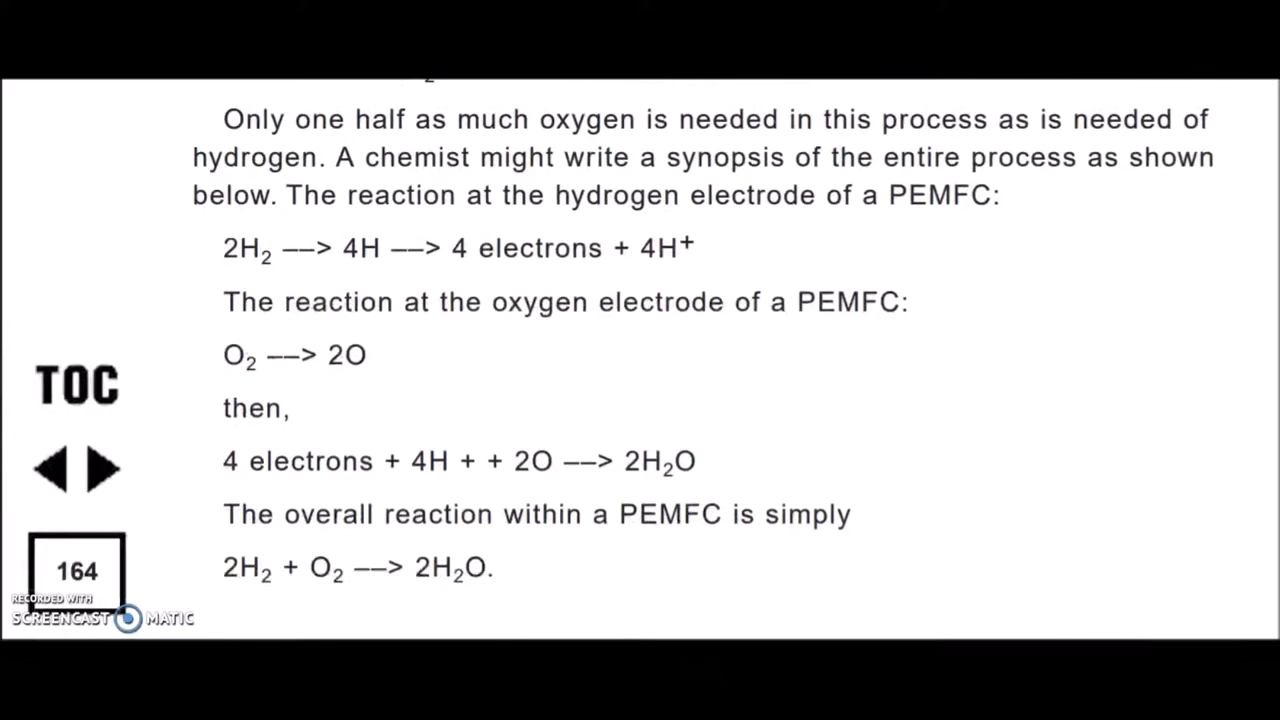 Only one half as much oxygen is needed in this process as is needed of
hydrogen. A chemist might write a synopsis of the entire process as shown
below. The reaction at the hydrogen electrode of a PEMFC:
2H₂ —–> 4H —–> 4 electrons + 4H⁺
The reaction at the oxygen electrode of a PEMFC:
O₂ —–> 2O
then,
4 electrons + 4H + + 2O —–> 2H₂O
The overall reaction within a PEMFC is simply
2H₂ + O₂ —–> 2H₂O.
TOC
164
RECORDED WITH
SCREENCAST MATIC